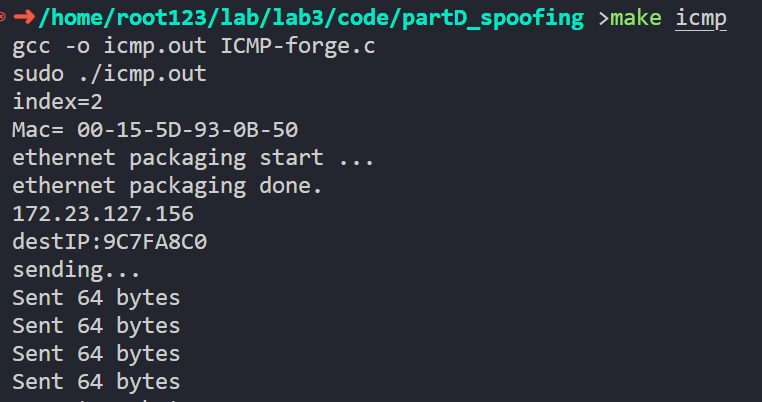 ➜/home/root123/lab/lab3/code/partD_spoofing >make icmp
gcc -o icmp.out ICMP-forge.c
sudo ./icmp.out
index=2
Mac= 00-15-5D-93-0B-50
ethernet packaging start ...
ethernet packaging done.
172.23.127.156
destIP:9C7FA8C0
sending...
Sent 64 bytes
Sent 64 bytes
Sent 64 bytes
Sent 64 bytes